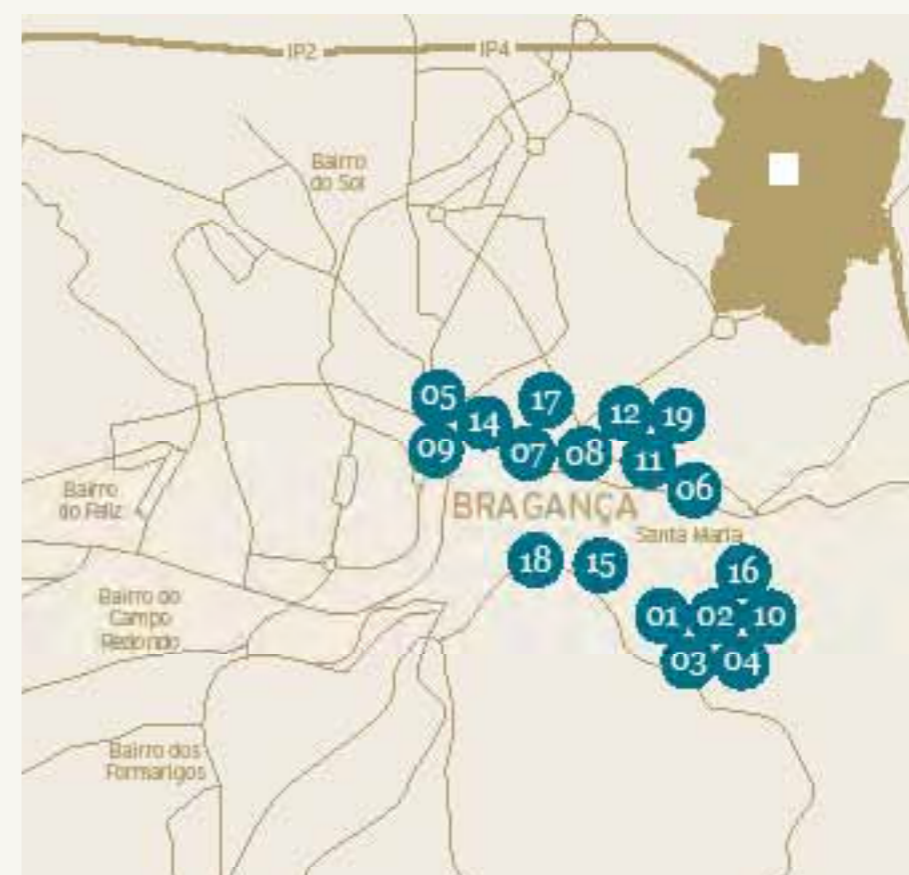 IP2
IP4
Bairro
do Sol
05
17
14
12
19
09
07
08
11
06
Bairro
do Feliz
BRAGANÇA
Santa Maria
18
15
16
Bairro do
Campo
Redondo
01
02
10
03
04
Bairro dos
Formarigos